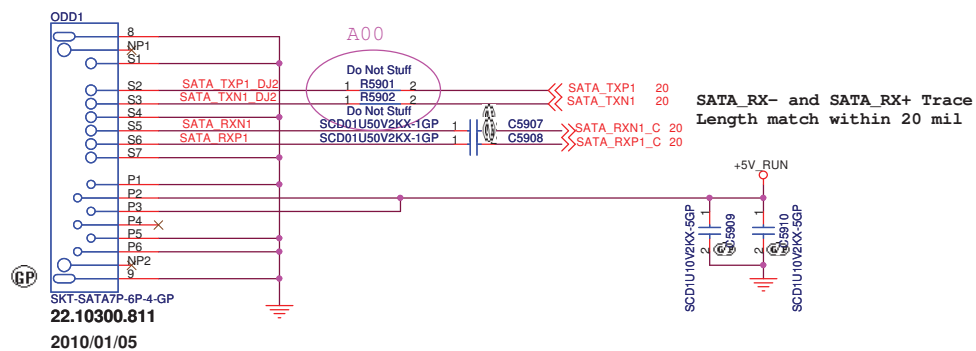 ODD1
8
NP1
S1
A00
Do Not Stuff
S2 SATA_TXP1_DJ2 1 R5901 2 SATA_TXP1 20
S3 SATA_TXN1_DJ2 1 R5902 2 SATA_TXN1 20
Do Not Stuff
S4
S5 SATA_RXN1 SCD01U50V2KX-1GP 1 2 C5907 SATA_RXN1_C 20
S6 SATA_RXP1 SCD01U50V2KX-1GP 1 2 C5908 SATA_RXP1_C 20
S7
SATA_RX- and SATA_RX+ Trace
Length match within 20 mil
+5V_RUN
P1
P2
P3
P4
P5
P6
NP2
9
GP
SKT-SATA7P-6P-4-GP
22.10300.811
2010/01/05
SCD1U10V2KX-5GP
1
2
C5909
1
2
C5910
SCD1U10V2KX-5GP